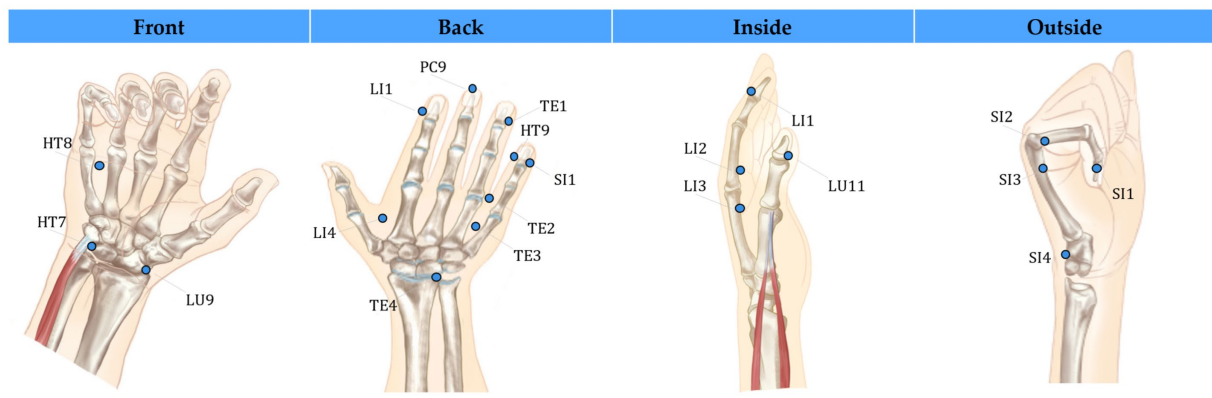 Front
Back
Inside
Outside
HT8
HT7
LU9
PC9
LI1
TE1
HT9
SI1
LI4
TE2
TE3
TE4
LI1
LI2
LU11
LI3
SI2
SI3
SI1
SI4